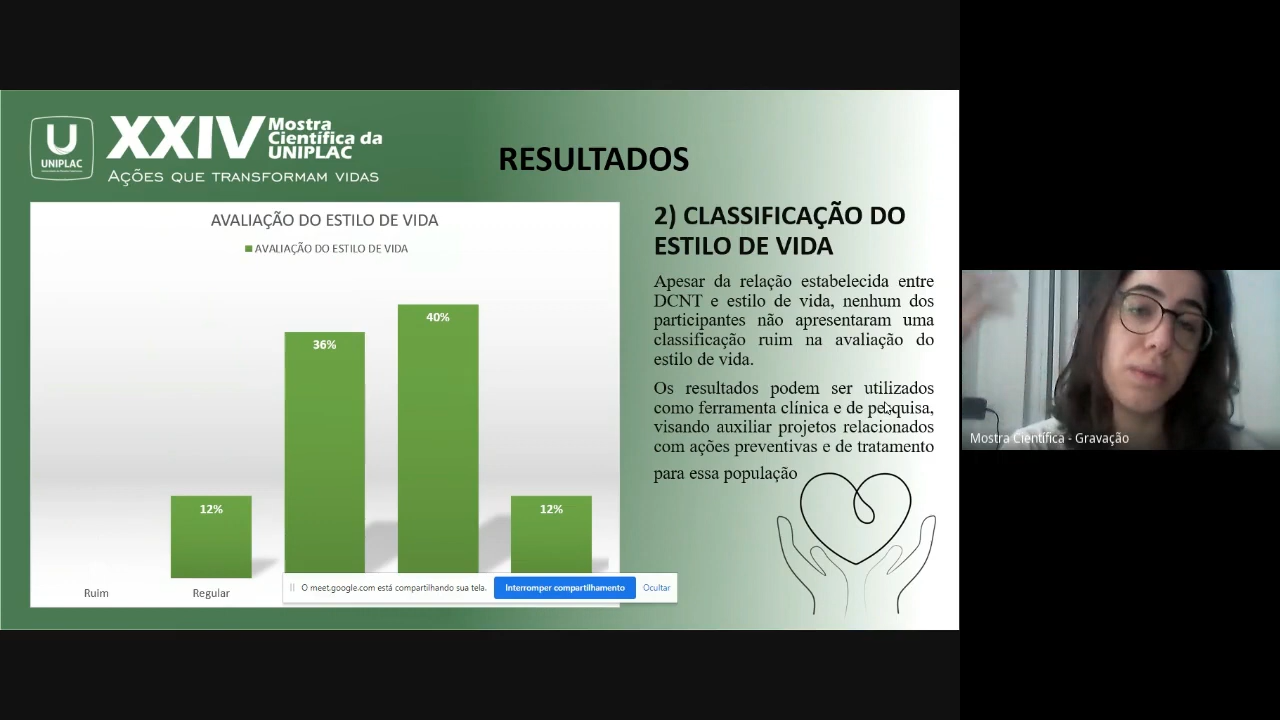 U
UNIPLAC
XXIV
Mostra
Científica da
UNIPLAC
AÇÕES QUE TRANSFORMAM VIDAS
RESULTADOS
AVALIAÇÃO DO ESTILO DE VIDA
AVALIAÇÃO DO ESTILO DE VIDA
12%
36%
40%
12%
Ruim
Regular
2) CLASSIFICAÇÃO DO
ESTILO DE VIDA
Apesar da relação estabelecida entre
DCNT e estilo de vida, nenhum dos
participantes não apresentaram uma
classificação ruim na avaliação do
estilo de vida.
Os resultados podem ser utilizados
como ferramenta clínica e de pesquisa,
visando auxiliar projetos relacionados
com ações preventivas e de tratamento
para essa população
O meet.google.com está compartilhando sua tela.
Interromper compartilhamento
Ocultar
Mostra Científica - Gravação